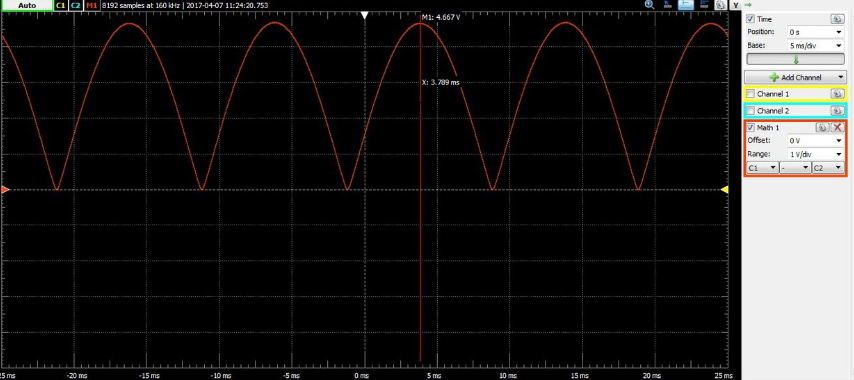 Auto C1 C2 M1 8192 samples at 160 kHz | 2017-04-07 11:24:20.753 Y
M1: 4.667 V
X: 3.789 ms
-20 ms -15 ms -10 ms -5 ms 0 ms 5 ms 10 ms 15 ms 20 ms 25 ms
Time
Position: 0 s
Base: 5 ms/div
Add Channel
Channel 1
Channel 2
Math 1
Offset: 0 V
Range: 1 V/div
C1 - C2